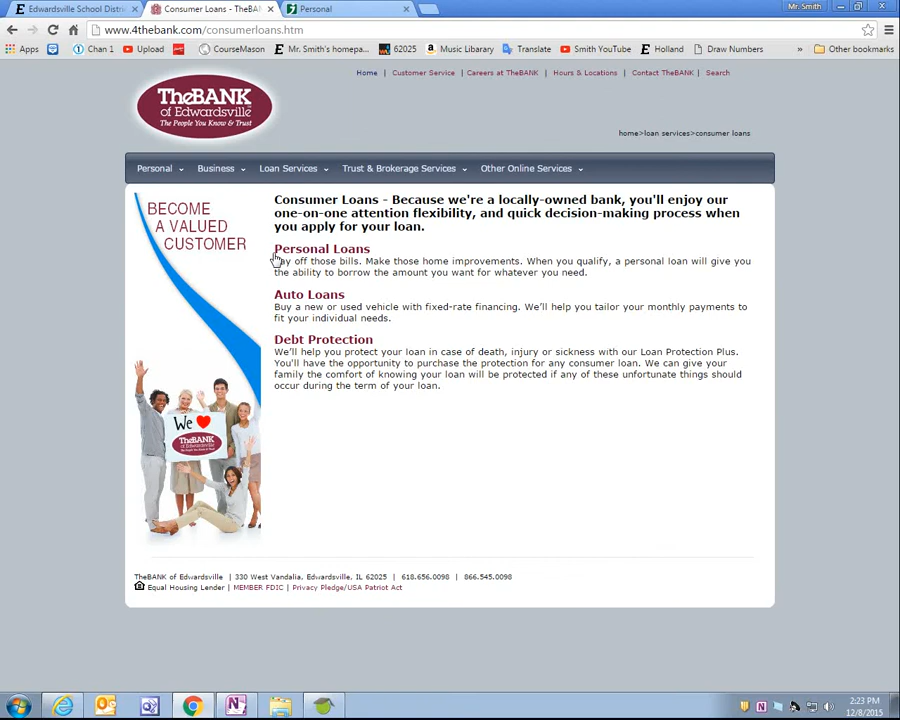 Edwardsville School Distri
Consumer Loans - TheBAN
Personal
Mr. Smith
www.4thebank.com/consumerloans.htm
Apps
Chan 1
Upload
CourseMason
Mr. Smith's homepa...
62025
Music Libarary
Translate
Smith YouTube
Holland
Draw Numbers
»
Other bookmarks
Home | Customer Service | Careers at TheBANK | Hours & Locations | Contact TheBANK | Search
TheBANK
of Edwardsville
The People You Know & Trust
home>loan services>consumer loans
Personal
Business
Loan Services
Trust & Brokerage Services
Other Online Services
BECOME
A VALUED
CUSTOMER
Consumer Loans - Because we're a locally-owned bank, you'll enjoy our
one-on-one attention flexibility, and quick decision-making process when
you apply for your loan.
Personal Loans
Pay off those bills. Make those home improvements. When you qualify, a personal loan will give you
the ability to borrow the amount you want for whatever you need.
Auto Loans
Buy a new or used vehicle with fixed-rate financing. We'll help you tailor your monthly payments to
fit your individual needs.
Debt Protection
We'll help you protect your loan in case of death, injury or sickness with our Loan Protection Plus.
You'll have the opportunity to purchase the protection for any consumer loan. We can give your
family the comfort of knowing your loan will be protected if any of these unfortunate things should
occur during the term of your loan.
We
TheBANK
of Edwardsville
TheBANK of Edwardsville | 330 West Vandalia, Edwardsville, IL 62025 | 618.656.0098 | 866.545.0098
Equal Housing Lender | MEMBER FDIC | Privacy Pledge/USA Patriot Act
2:23 PM
12/8/2015